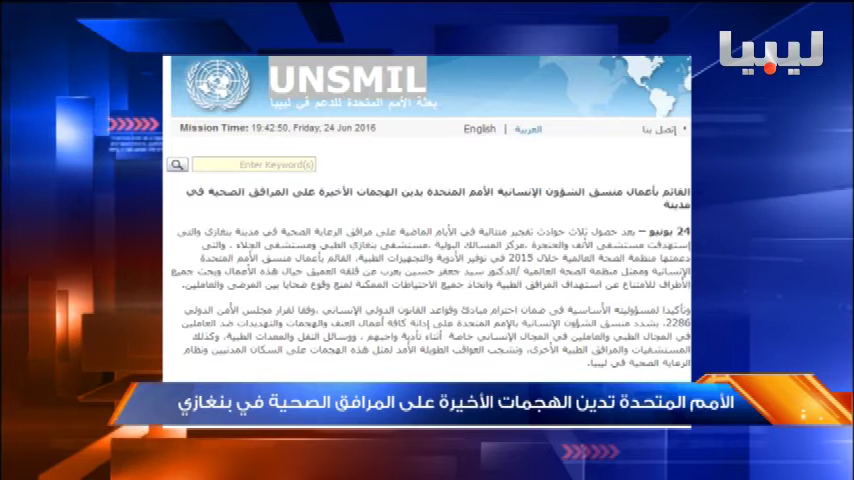 ليبيا
UNSMIL
بعثة الأمم المتحدة للدعم في ليبيا
Mission Time: 19:42:50, Friday, 24 Jun 2016
English | العربية
إتصل بنا
Enter Keyword(s)
القائم بأعمال منسق الشؤون الإنسانية الأمم المتحدة يدين الهجمات الأخيرة على المرافق الصحية في
مدينة
24 يونيو – بعد حصول ثلاث حوادث تفجير متتالية في الأيام الماضية على مرافق الرعاية الصحية في مدينة بنغازي والتي
إستهدفت مستشفى الأنف والحنجرة ،مركز المسالك البولية ،مستشفى بنغازي الطبي ومستشفى الجلاء ، والتي
دعمتها منظمة الصحة العالمية خلال 2015 في توفير الأدوية والتجهيزات الطبية، القائم بأعمال منسق الأمم المتحدة
الإنسانية وممثل منظمة الصحة العالمية /الدكتور سيد جعفر حسين يعرب عن قلقه العميق حيال هذه الأعمال ويحث جميع
الأطراف للامتناع عن استهداف المرافق الطبية واتخاذ جميع الاحتياطات الممكنة لمنع وقوع ضحايا بين المرضى والعاملين.
وتأكيدا لمسؤوليته الأساسية في ضمان احترام مبادئ وقواعد القانون الدولي الإنساني ،وفقا لقرار مجلس الأمن الدولي
2286، يشدد منسق الشؤون الإنسانية بالإمم المتحدة على إدانة كافة أعمال العنف والهجمات والتهديدات ضد العاملين
في المجال الطبي والعاملين في المجال الإنساني خاصة أثناء تأدية واجبهم ، ووسائل النقل والمعدات الطبية، وكذلك
المستشفيات والمرافق الطبية الأخرى، وتشجب العواقب الطويلة الأمد لمثل هذه الهجمات على السكان المدنيين ونظام
الرعاية الصحية في ليبيا.
الأمم المتحدة تدين الهجمات الأخيرة على المرافق الصحية في بنغازي